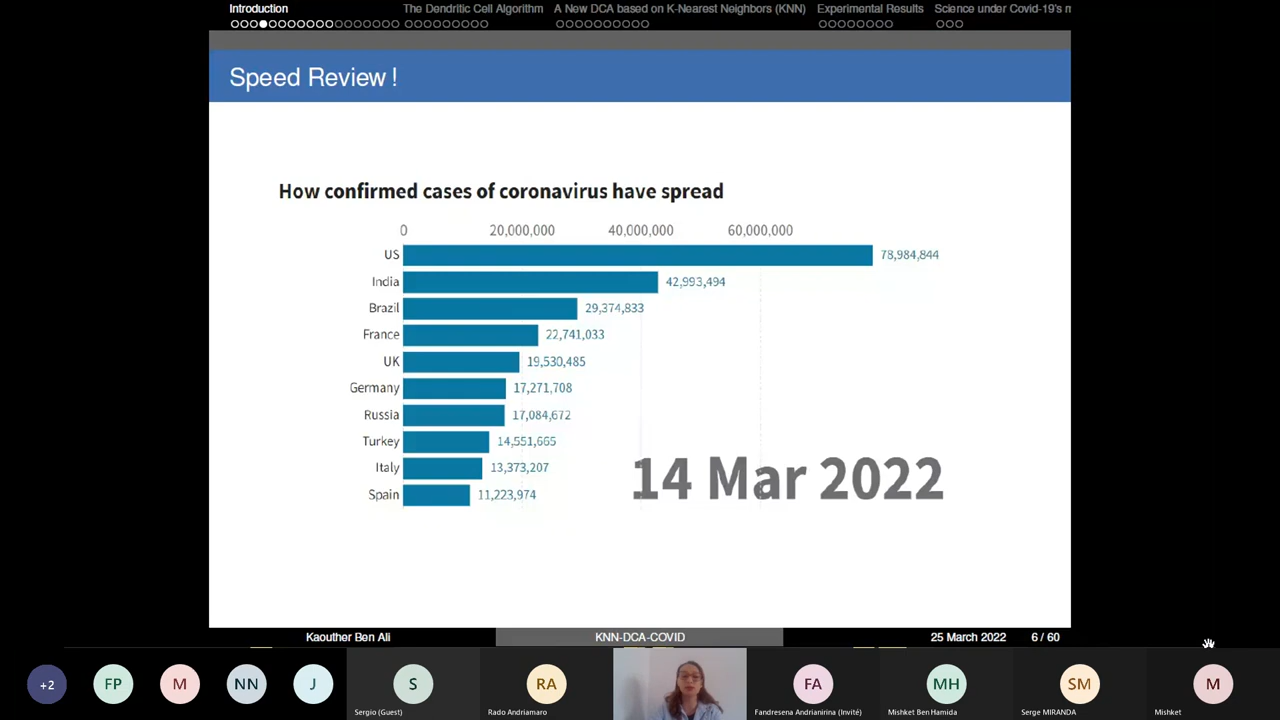 Introduction The Dendritic Cell Algorithm A New DCA based on K-Nearest Neighbors (KNN) Experimental Results Science under Covid-19's
Speed Review !
How confirmed cases of coronavirus have spread
0 20,000,000 40,000,000 60,000,000
US 78,984,844
India 42,993,494
Brazil 29,374,833
France 22,741,033
UK 19,530,485
Germany 17,271,708
Russia 17,084,672
Turkey 14,551,665
Italy 13,373,207
Spain 11,223,974
14 Mar 2022
Kaouther Ben Ali KNN-DCA-COVID 25 March 2022 6 / 60
+2 FP M NN J S RA FA MH SM M
Sergio (Guest) Rado Andriamaro Fandresena Andrianirina (Invité) Mishket Ben Hamida Serge MIRANDA Mishket